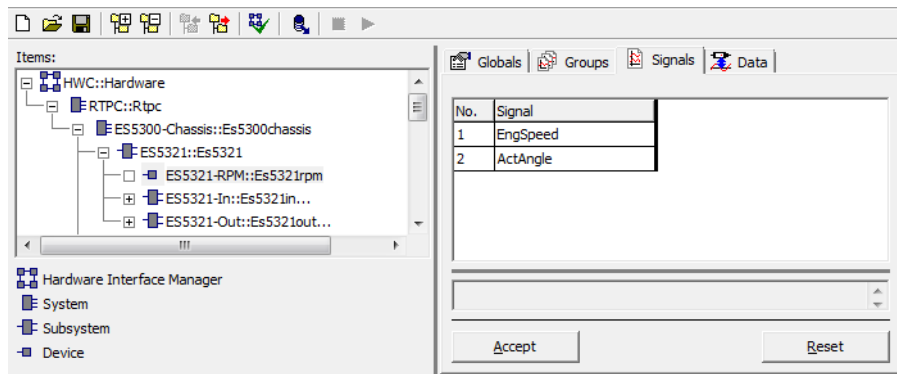 Items:
HWC::Hardware
RTPC::Rtpc
ES5300-Chassis::Es5300chassis
ES5321::Es5321
ES5321-RPM::Es5321rpm
ES5321-In::Es5321in...
ES5321-Out::Es5321out...
Hardware Interface Manager
System
Subsystem
Device
Globals Groups Signals Data
No. Signal
1 EngSpeed
2 ActAngle
Accept Reset